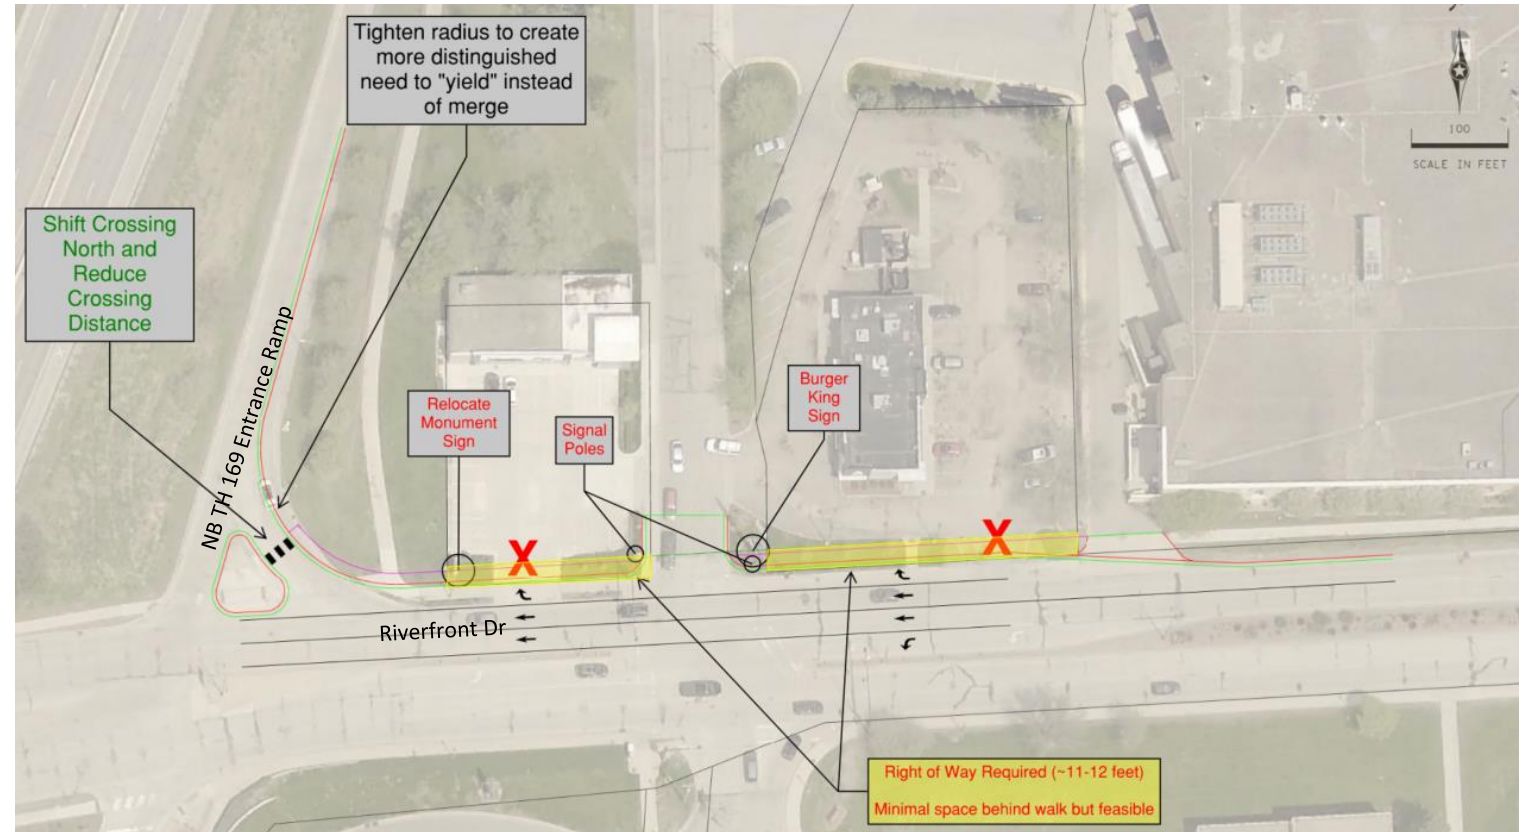 Tighten radius to create
more distinguished
need to "yield" instead
of merge
100
SCALE IN FEET
Shift Crossing
North and
Reduce
Crossing
Distance
NB TH 169 Entrance Ramp
Relocate
Monument
Sign
Signal
Poles
Burger
King
Sign
X
X
Riverfront Dr
Right of Way Required (~11-12 feet)
Minimal space behind walk but feasible